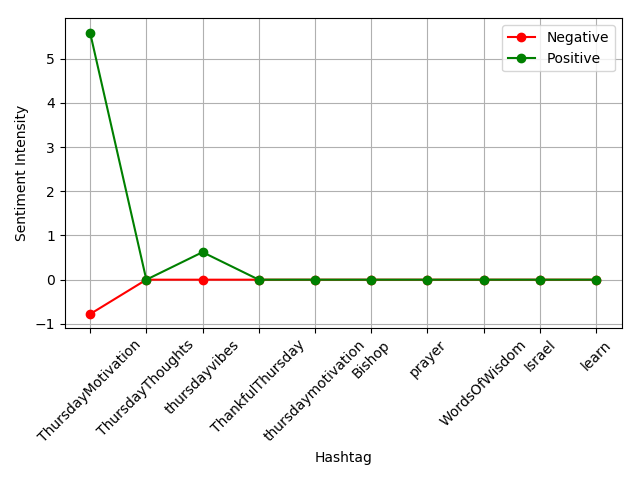 Negative
Positive
Sentiment Intensity
5
4
3
2
1
0
−1
ThursdayMotivation
ThursdayThoughts
thursdayvibes
ThankfulThursday
thursdaymotivation
Bishop
prayer
WordsOfWisdom
Israel
learn
Hashtag